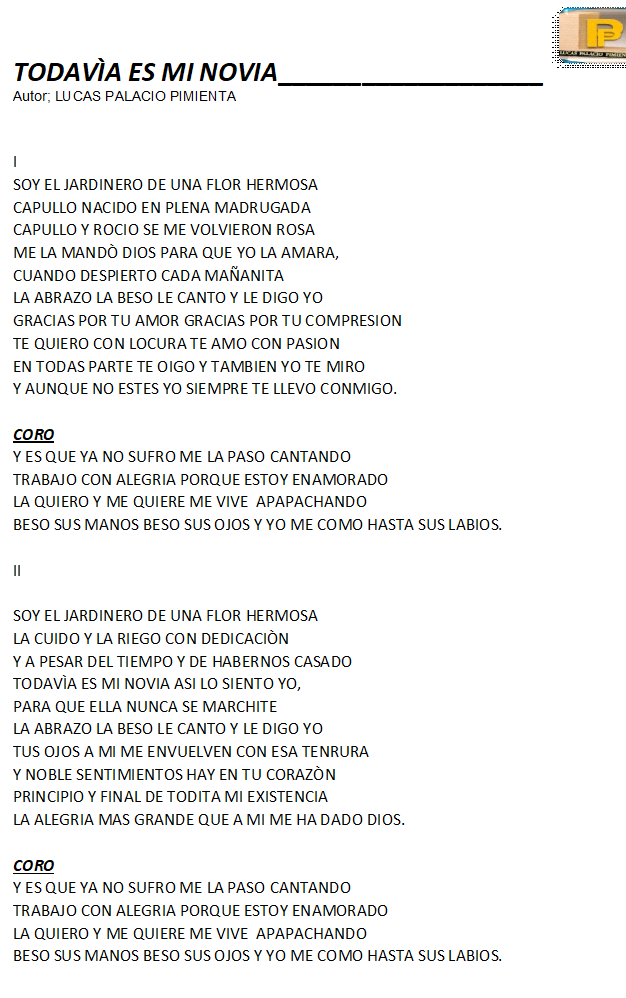 TODAVÌA ES MI NOVIA___________________
Autor; LUCAS PALACIO PIMIENTA
PP
LUCAS PALACIO PIMIEN
I
SOY EL JARDINERO DE UNA FLOR HERMOSA
CAPULLO NACIDO EN PLENA MADRUGADA
CAPULLO Y ROCIO SE ME VOLVIERON ROSA
ME LA MANDÒ DIOS PARA QUE YO LA AMARA,
CUANDO DESPIERTO CADA MAÑANITA
LA ABRAZO LA BESO LE CANTO Y LE DIGO YO
GRACIAS POR TU AMOR GRACIAS POR TU COMPRESION
TE QUIERO CON LOCURA TE AMO CON PASION
EN TODAS PARTE TE OIGO Y TAMBIEN YO TE MIRO
Y AUNQUE NO ESTES YO SIEMPRE TE LLEVO CONMIGO.
CORO
Y ES QUE YA NO SUFRO ME LA PASO CANTANDO
TRABAJO CON ALEGRIA PORQUE ESTOY ENAMORADO
LA QUIERO Y ME QUIERE ME VIVE  APAPACHANDO
BESO SUS MANOS BESO SUS OJOS Y YO ME COMO HASTA SUS LABIOS.
II
SOY EL JARDINERO DE UNA FLOR HERMOSA
LA CUIDO Y LA RIEGO CON DEDICACIÒN
Y A PESAR DEL TIEMPO Y DE HABERNOS CASADO
TODAVÌA ES MI NOVIA ASI LO SIENTO YO,
PARA QUE ELLA NUNCA SE MARCHITE
LA ABRAZO LA BESO LE CANTO Y LE DIGO YO
TUS OJOS A MI ME ENVUELVEN CON ESA TENRURA
Y NOBLE SENTIMIENTOS HAY EN TU CORAZÒN
PRINCIPIO Y FINAL DE TODITA MI EXISTENCIA
LA ALEGRIA MAS GRANDE QUE A MI ME HA DADO DIOS.
CORO
Y ES QUE YA NO SUFRO ME LA PASO CANTANDO
TRABAJO CON ALEGRIA PORQUE ESTOY ENAMORADO
LA QUIERO Y ME QUIERE ME VIVE  APAPACHANDO
BESO SUS MANOS BESO SUS OJOS Y YO ME COMO HASTA SUS LABIOS.